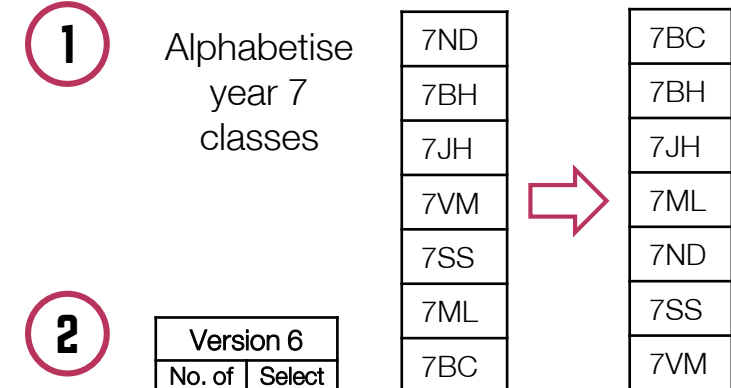 1
Alphabetise
year 7
classes
7ND
7BH
7JH
7VM
7SS
7ML
7BC
7BC
7BH
7JH
7ML
7ND
7SS
7VM
2
Version 6
No. of Select